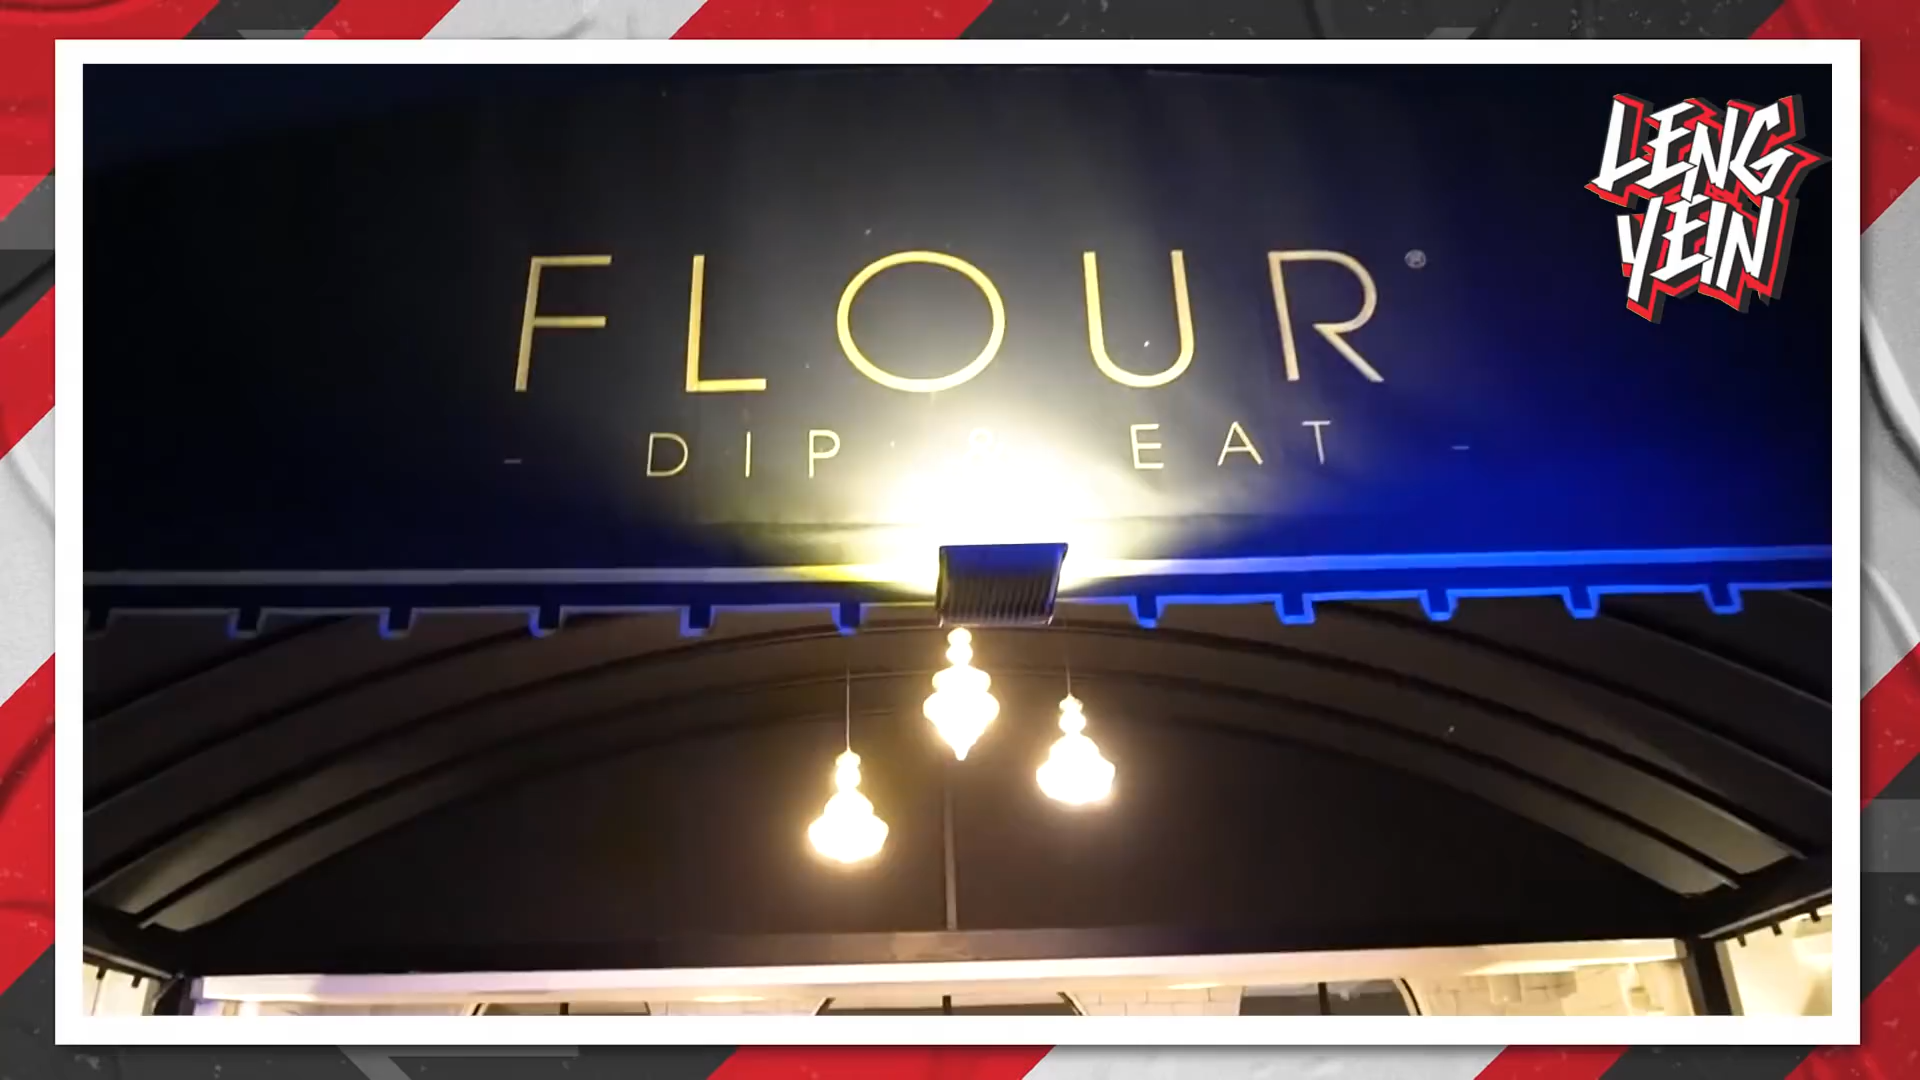 FLOUR®
- DIP & EAT -
LENG
YEIN